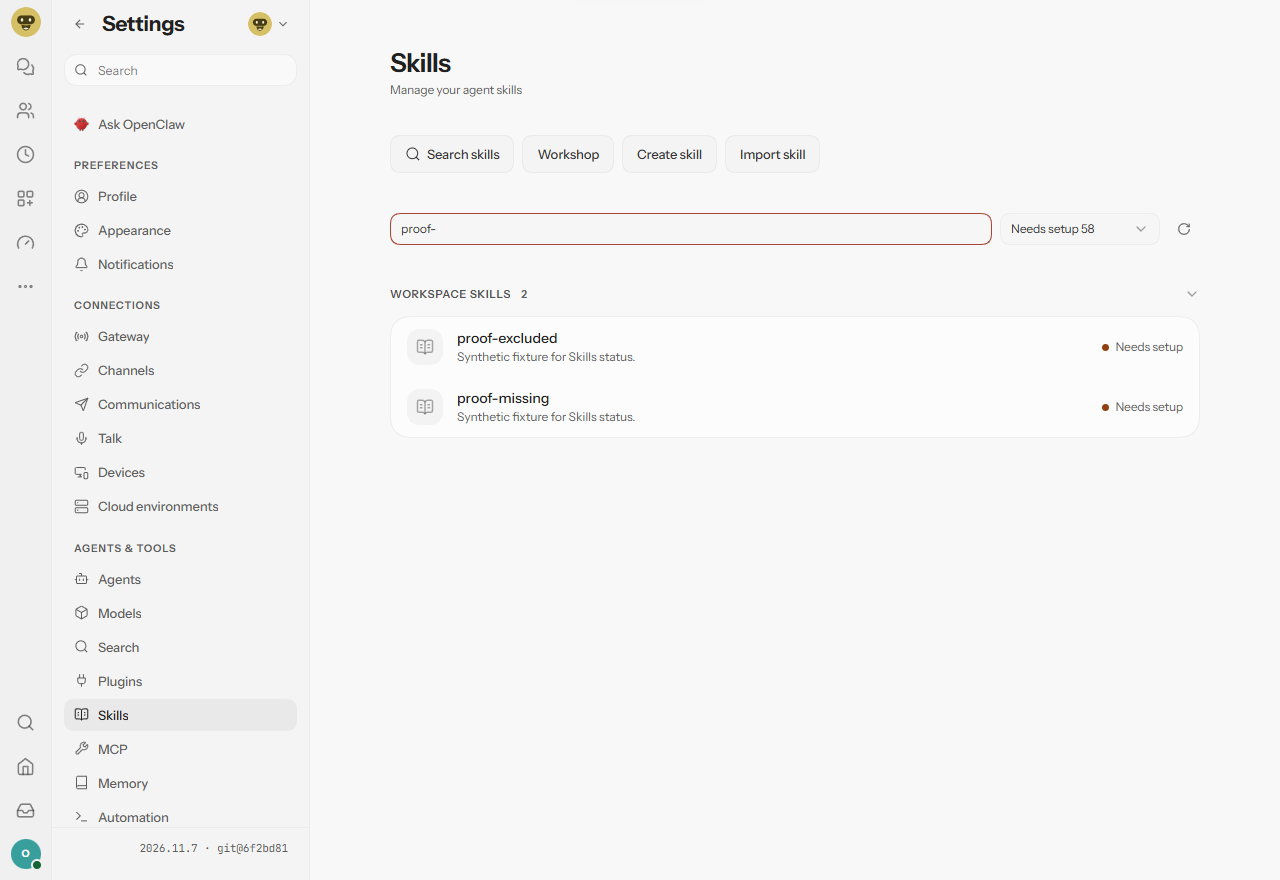 Settings
Search
Ask OpenClaw
PREFERENCES
Profile
Appearance
Notifications
CONNECTIONS
Gateway
Channels
Communications
Talk
Devices
Cloud environments
AGENTS & TOOLS
Agents
Models
Search
Plugins
Skills
MCP
Memory
Automation
2026.11.7 · git@6f2bd81
O
Skills
Manage your agent skills
Search skills
Workshop
Create skill
Import skill
proof-
Needs setup 58
WORKSPACE SKILLS 2
proof-excluded
Synthetic fixture for Skills status.
Needs setup
proof-missing
Synthetic fixture for Skills status.
Needs setup